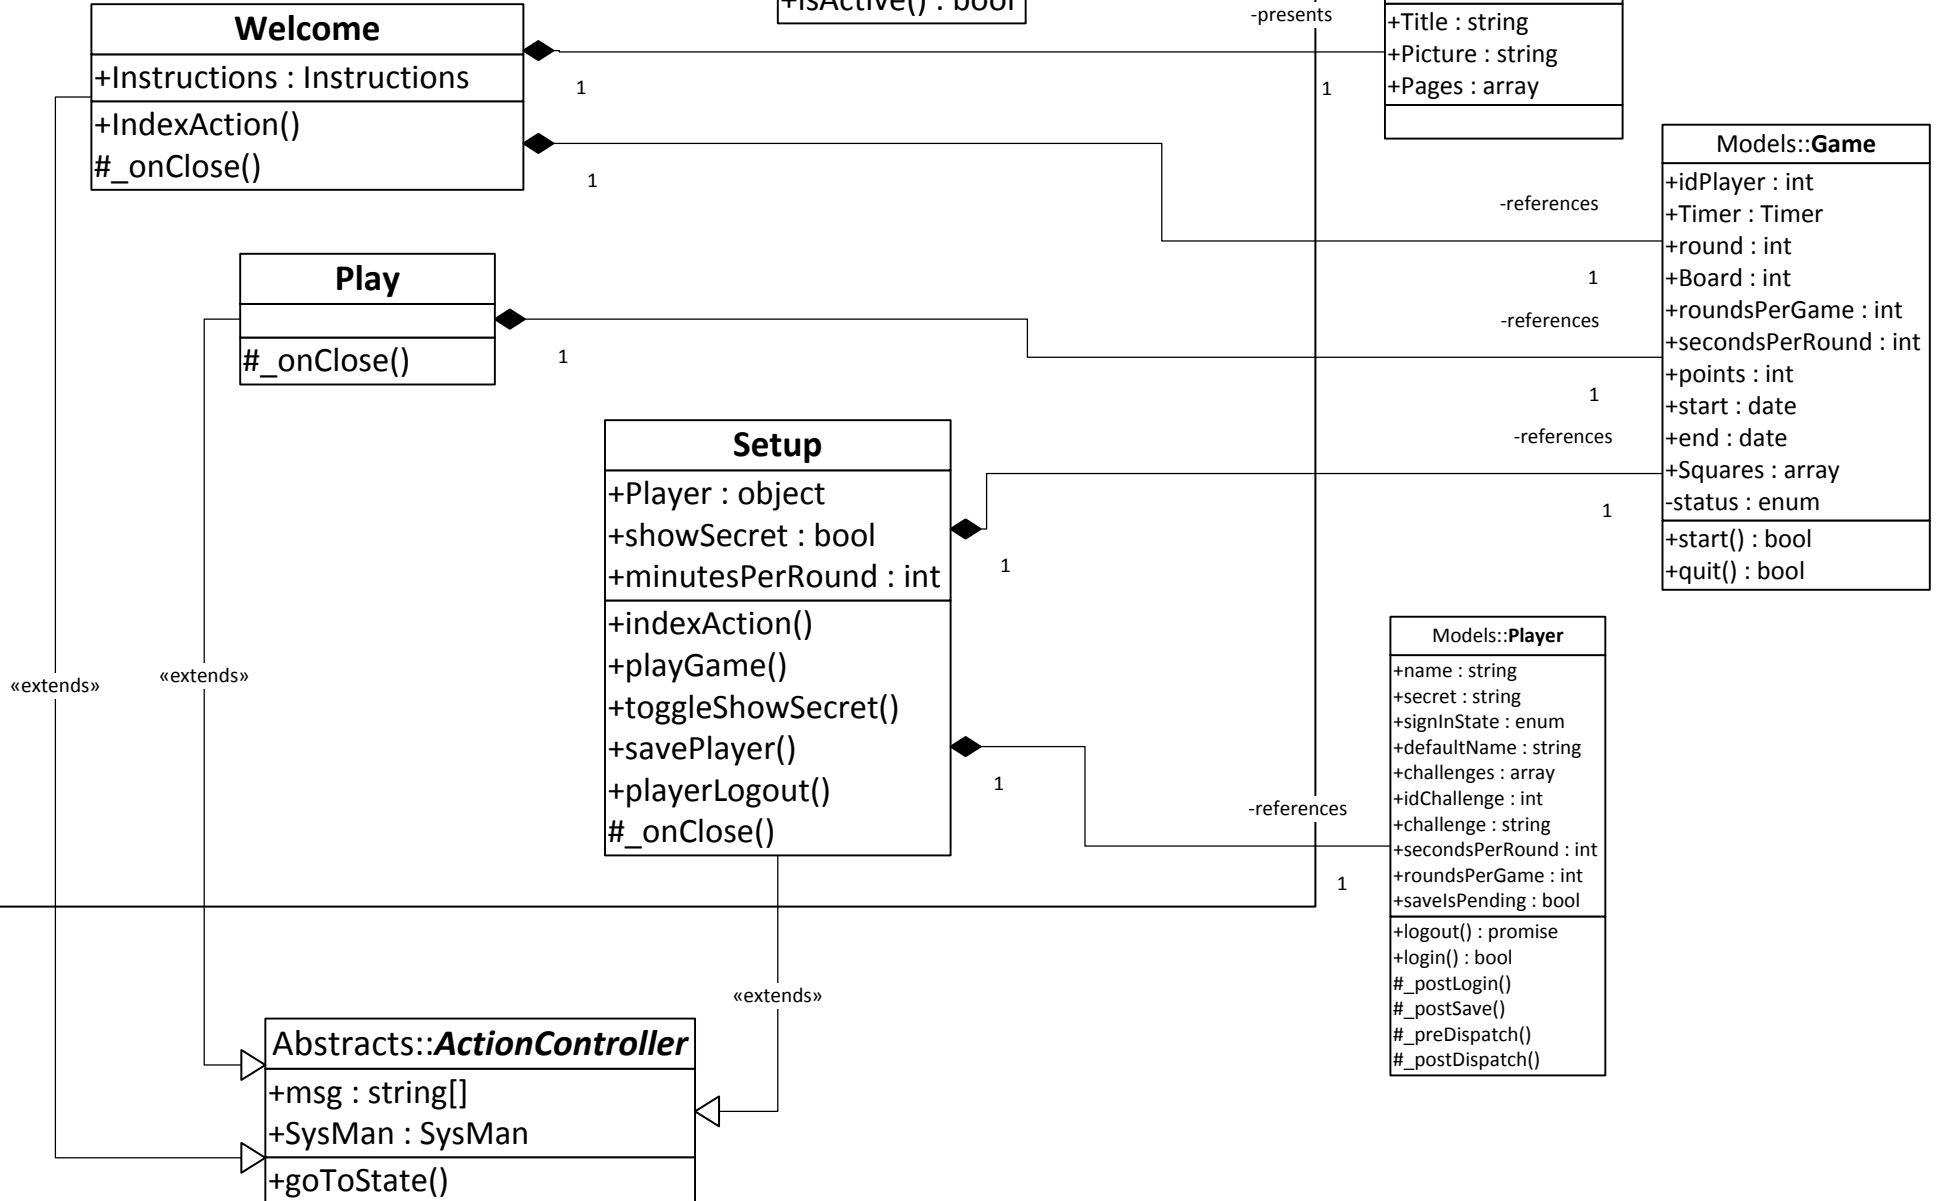 Welcome
+Instructions : Instructions
+IndexAction()
#_onClose()
+isActive() : bool
-presents
1
1
+Title : string
+Picture : string
+Pages : array
1
-references
1
Models::Game
+idPlayer : int
+Timer : Timer
+round : int
+Board : int
+roundsPerGame : int
+secondsPerRound : int
+points : int
+start : date
+end : date
+Squares : array
-status : enum
+start() : bool
+quit() : bool
Play
#_onClose()
1
-references
1
Setup
+Player : object
+showSecret : bool
+minutesPerRound : int
+indexAction()
+playGame()
+toggleShowSecret()
+savePlayer()
+playerLogout()
#_onClose()
1
-references
1
1
-references
1
Models::Player
+name : string
+secret : string
+signInState : enum
+defaultName : string
+challenges : array
+idChallenge : int
+challenge : string
+secondsPerRound : int
+roundsPerGame : int
+saveIsPending : bool
+logout() : promise
+login() : bool
#_postLogin()
#_postSave()
#_preDispatch()
#_postDispatch()
«extends»
«extends»
«extends»
Abstracts::ActionController
+msg : string[]
+SysMan : SysMan
+goToState()